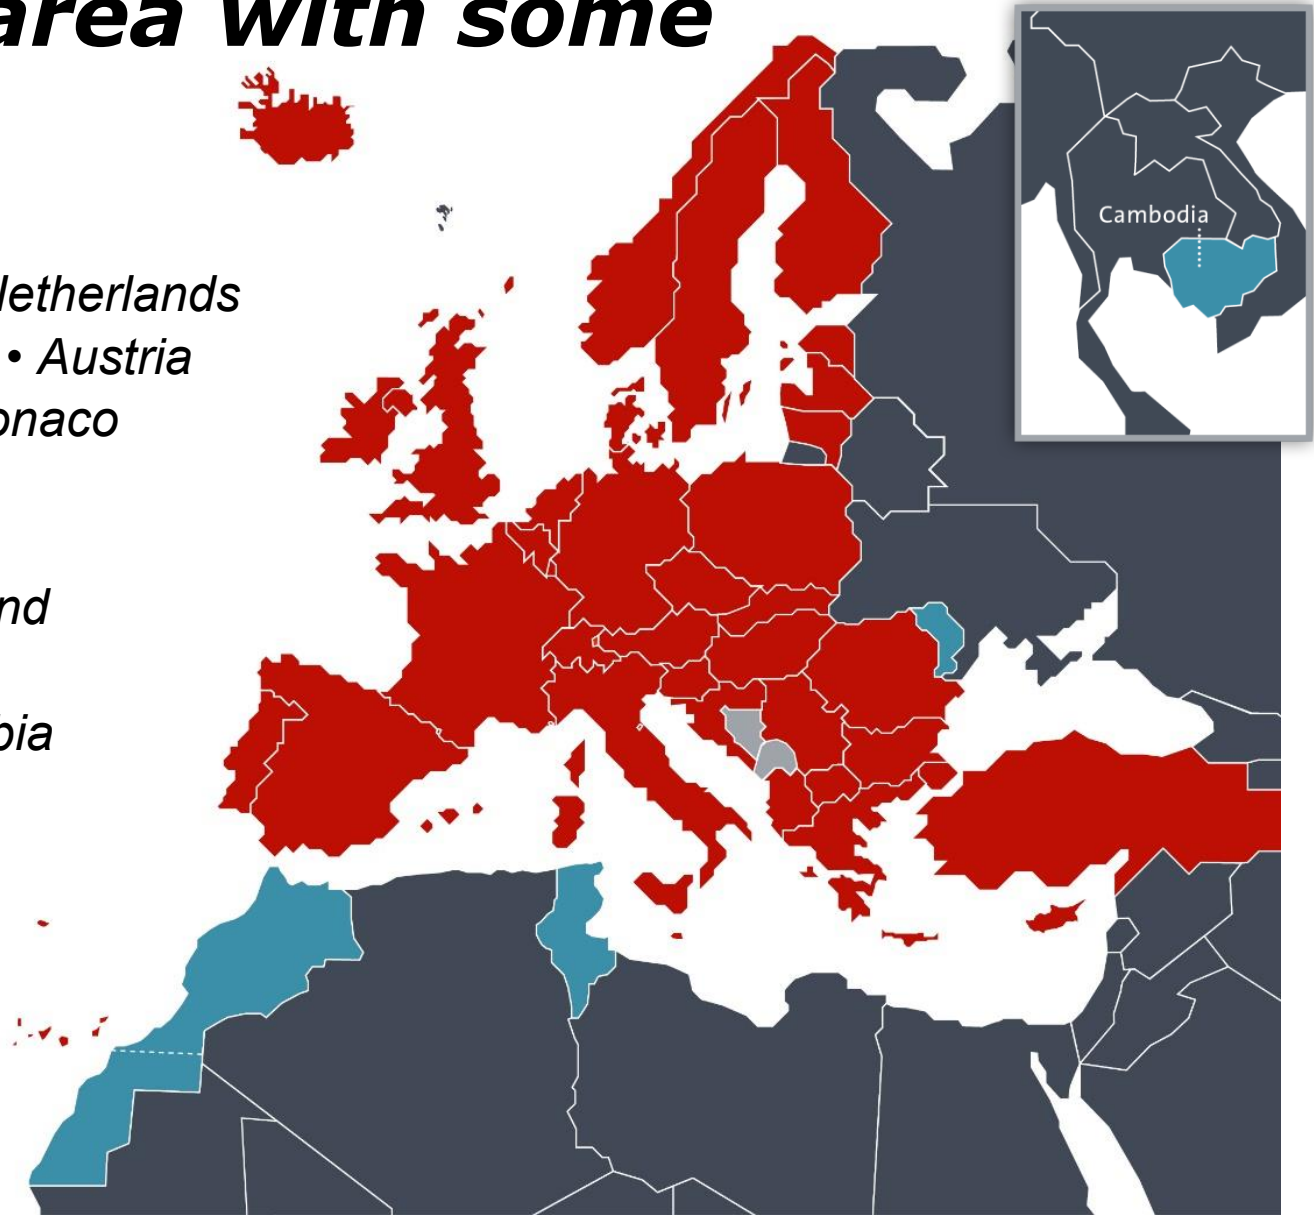 area with some
Netherlands
• Austria
onaco
nd
bia
Cambodia